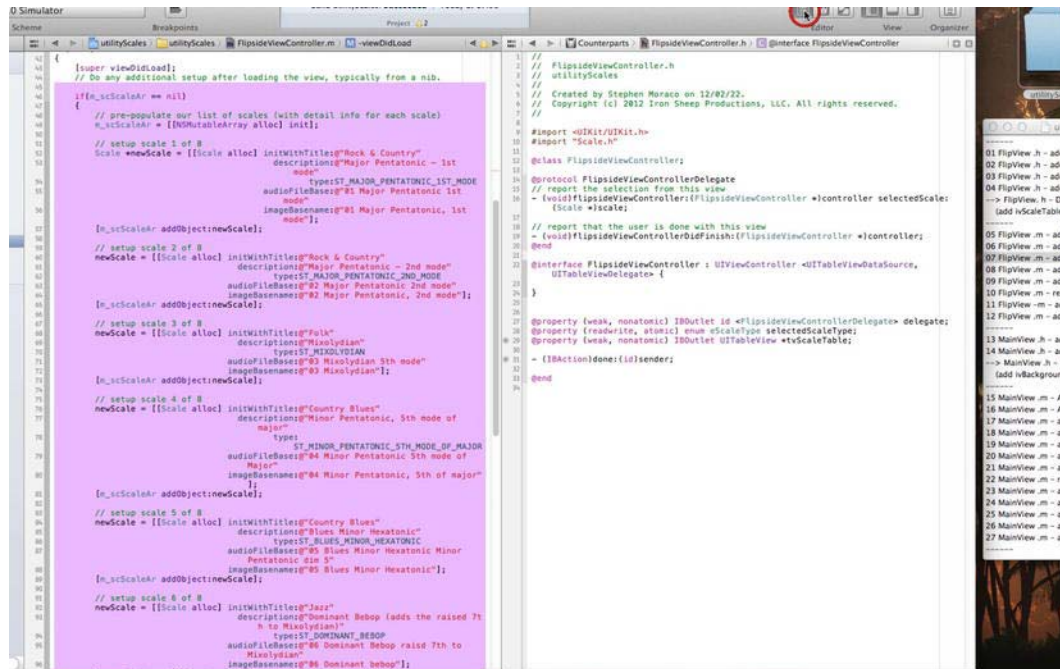 0 Simulator
Project 2
Scheme
Breakpoints
Editor
View
Organizer
utilityScales
utilityScales
FlipsideViewController.m
-viewDidLoad
{
[super viewDidLoad];
// Do any additional setup after loading the view, typically from a nib.
if(m_scScaleAr == nil)
{
// pre-populate our list of scales (with detail info for each scale)
m_scScaleAr = [[NSMutableArray alloc] init];
// setup scale 1 of 8
Scale *newScale = [[Scale alloc] initWithTitle:@"Rock & Country"
description:@"Major Pentatonic – 1st
mode"
type:ST_MAJOR_PENTATONIC_1ST_MODE
audioFileBase:@"01 Major Pentatonic 1st
mode"
imageBasename:@"01 Major Pentatonic, 1st
mode"];
[m_scScaleAr addObject:newScale];
// setup scale 2 of 8
newScale = [[Scale alloc] initWithTitle:@"Rock & Country"
description:@"Major Pentatonic – 2nd mode"
type:ST_MAJOR_PENTATONIC_2ND_MODE
audioFileBase:@"02 Major Pentatonic 2nd mode"
imageBasename:@"02 Major Pentatonic, 2nd mode"];
[m_scScaleAr addObject:newScale];
// setup scale 3 of 8
newScale = [[Scale alloc] initWithTitle:@"Folk"
description:@"Mixolydian"
type:ST_MIXOLYDIAN
audioFileBase:@"03 Mixolydian 5th mode"
imageBasename:@"03 Mixolydian"];
[m_scScaleAr addObject:newScale];
// setup scale 4 of 8
newScale = [[Scale alloc] initWithTitle:@"Country Blues"
description:@"Minor Pentatonic, 5th mode of
major"
type:
ST_MINOR_PENTATONIC_5TH_MODE_OF_MAJOR
audioFileBase:@"04 Minor Pentatonic 5th mode of
Major"
imageBasename:@"04 Minor Pentatonic, 5th of major"
];
[m_scScaleAr addObject:newScale];
// setup scale 5 of 8
newScale = [[Scale alloc] initWithTitle:@"Country Blues"
description:@"Blues Minor Hexatonic"
type:ST_BLUES_MINOR_HEXATONIC
audioFileBase:@"05 Blues Minor Hexatonic Minor
Pentatonic dim 5"
imageBasename:@"05 Blues Minor Hexatonic"];
[m_scScaleAr addObject:newScale];
// setup scale 6 of 8
newScale = [[Scale alloc] initWithTitle:@"Jazz"
description:@"Dominant Bebop (adds the raised 7t
h to Mixolydian)"
type:ST_DOMINANT_BEBOP
audioFileBase:@"06 Dominant Bebop raisd 7th to
Mixolydian"
imageBasename:@"06 Dominant bebop"];
Counterparts
FlipsideViewController.h
@interface FlipsideViewController
//
// FlipsideViewController.h
// utilityScales
//
// Created by Stephen Moraco on 12/02/22.
// Copyright (c) 2012 Iron Sheep Productions, LLC. All rights reserved.
//
#import <UIKit/UIKit.h>
#import "Scale.h"
@class FlipsideViewController;
@protocol FlipsideViewControllerDelegate
// report the selection from this view
- (void)flipsideViewController:(FlipsideViewController *)controller selectedScale:
(Scale *)scale;
// report that the user is done with this view
- (void)flipsideViewControllerDidFinish:(FlipsideViewController *)controller;
@end
@interface FlipsideViewController : UIViewController <UITableViewDataSource,
UITableViewDelegate> {
}
@property (weak, nonatomic) IBOutlet id <FlipsideViewControllerDelegate> delegate;
@property (readwrite, atomic) enum eScaleType selectedScaleType;
@property (weak, nonatomic) IBOutlet UITableView *tvScaleTable;
- (IBAction)done:(id)sender;
@end
utilitySc
01 FlipView .h – ad
02 FlipView .h – ad
03 FlipView .h – ad
04 FlipView .h – ad
--> FlipView. h – D
(add ivScaleTabl
------
05 FlipView .m – ad
06 FlipView .m – ad
07 FlipView .m – ad
08 FlipView .m – ad
09 FlipView .m – ad
10 FlipView .m – re
11 FlipView –m – ad
12 FlipView .m – ad
------
13 MainView .h – a
14 MainView .h – a
--> MainView .h –
(add ivBackgroun
------
15 MainView .m – A
16 MainView .m – A
17 MainView .m – a
18 MainView .m – a
19 MainView .m – a
20 MainView .m – a
21 MainView .m – a
22 MainView .m – r
23 MainView .m – a
24 MainView .m – a
25 MainView .m – a
26 MainView .m – a
27 MainView .m – a
------